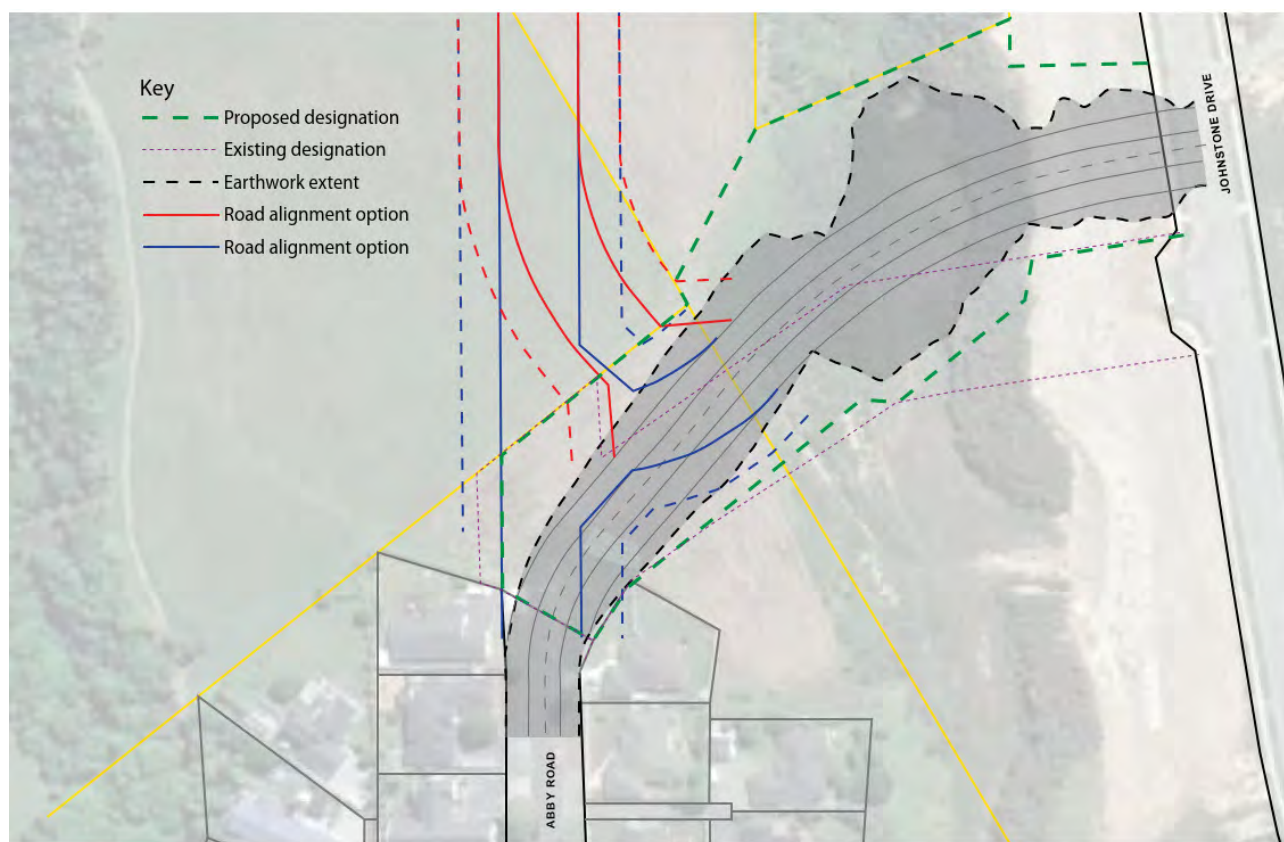 Key
Proposed designation
Existing designation
Earthwork extent
Road alignment option
Road alignment option
JOHNSTONE DRIVE
ABBY ROAD